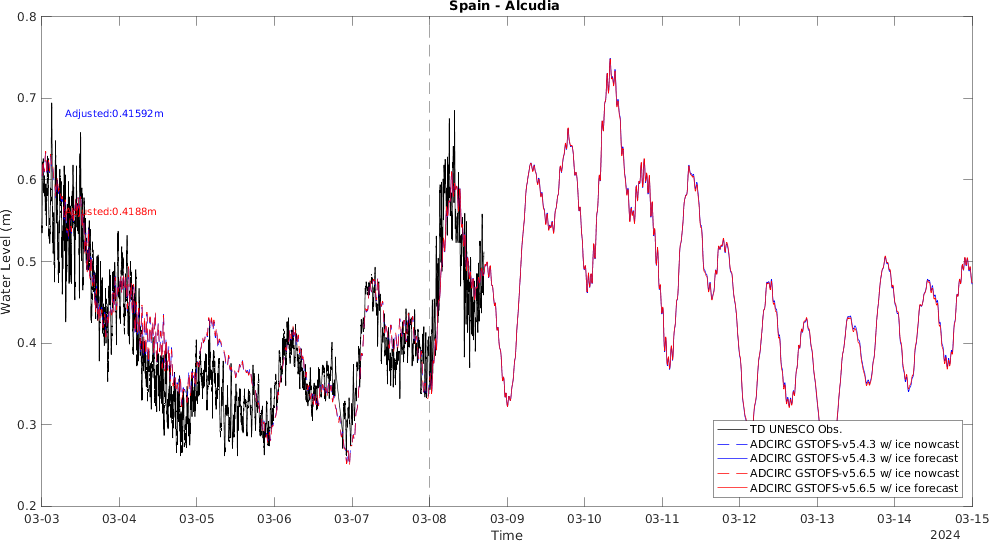 Spain - Alcudia
0.8
0.7
0.6
0.5
0.4
0.3
0.2
Water Level (m)
Adjusted:0.41592m
Adjusted:0.4188m
TD UNESCO Obs.
ADCIRC GSTOFS-v5.4.3 w/ ice nowcast
ADCIRC GSTOFS-v5.4.3 w/ ice forecast
ADCIRC GSTOFS-v5.6.5 w/ ice nowcast
ADCIRC GSTOFS-v5.6.5 w/ ice forecast
03-03 03-04 03-05 03-06 03-07 03-08 03-09 03-10 03-11 03-12 03-13 03-14 03-15
Time
2024